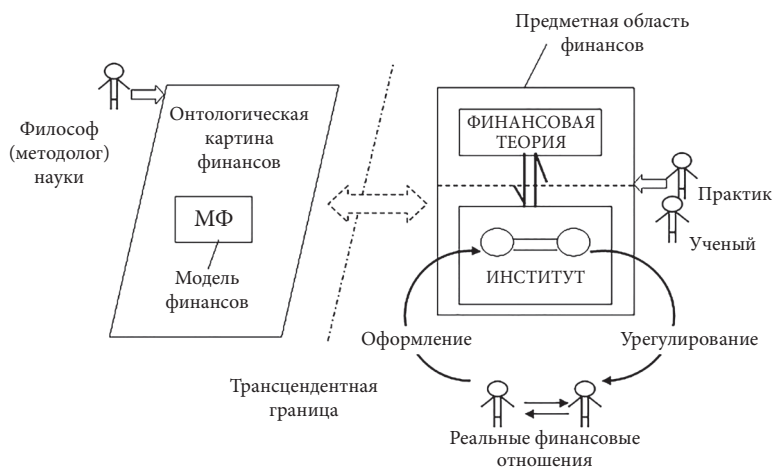 Предметная область
финансов
Философ
(методолог)
науки
Онтологическая
картина
финансов
МФ
Модель
финансов
ФИНАНСОВАЯ
ТЕОРИЯ
Практик
Ученый
ИНСТИТУТ
Оформление
Урегулирование
Трансцендентная
граница
Реальные финансовые
отношения